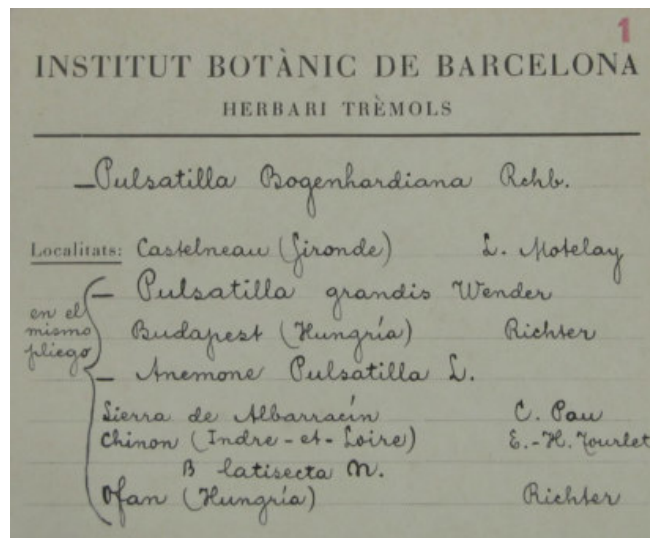 1
INSTITUT BOTÀNIC DE BARCELONA
HERBARI TRÈMOLS
—Pulsatilla Bogenhardiana Rchb.
Localitats: Castelneau (Gironde) L. Motelay
en el mismo pliego
— Pulsatilla grandis Wender
Budapest (Hungría) Richter
— Anemone Pulsatilla L.
Sierra de Albarracín C. Pau
Chinon (Indre-et-Loire) E.-H. Tourlet
B latisecta N.
Ofan (Hungría) Richter